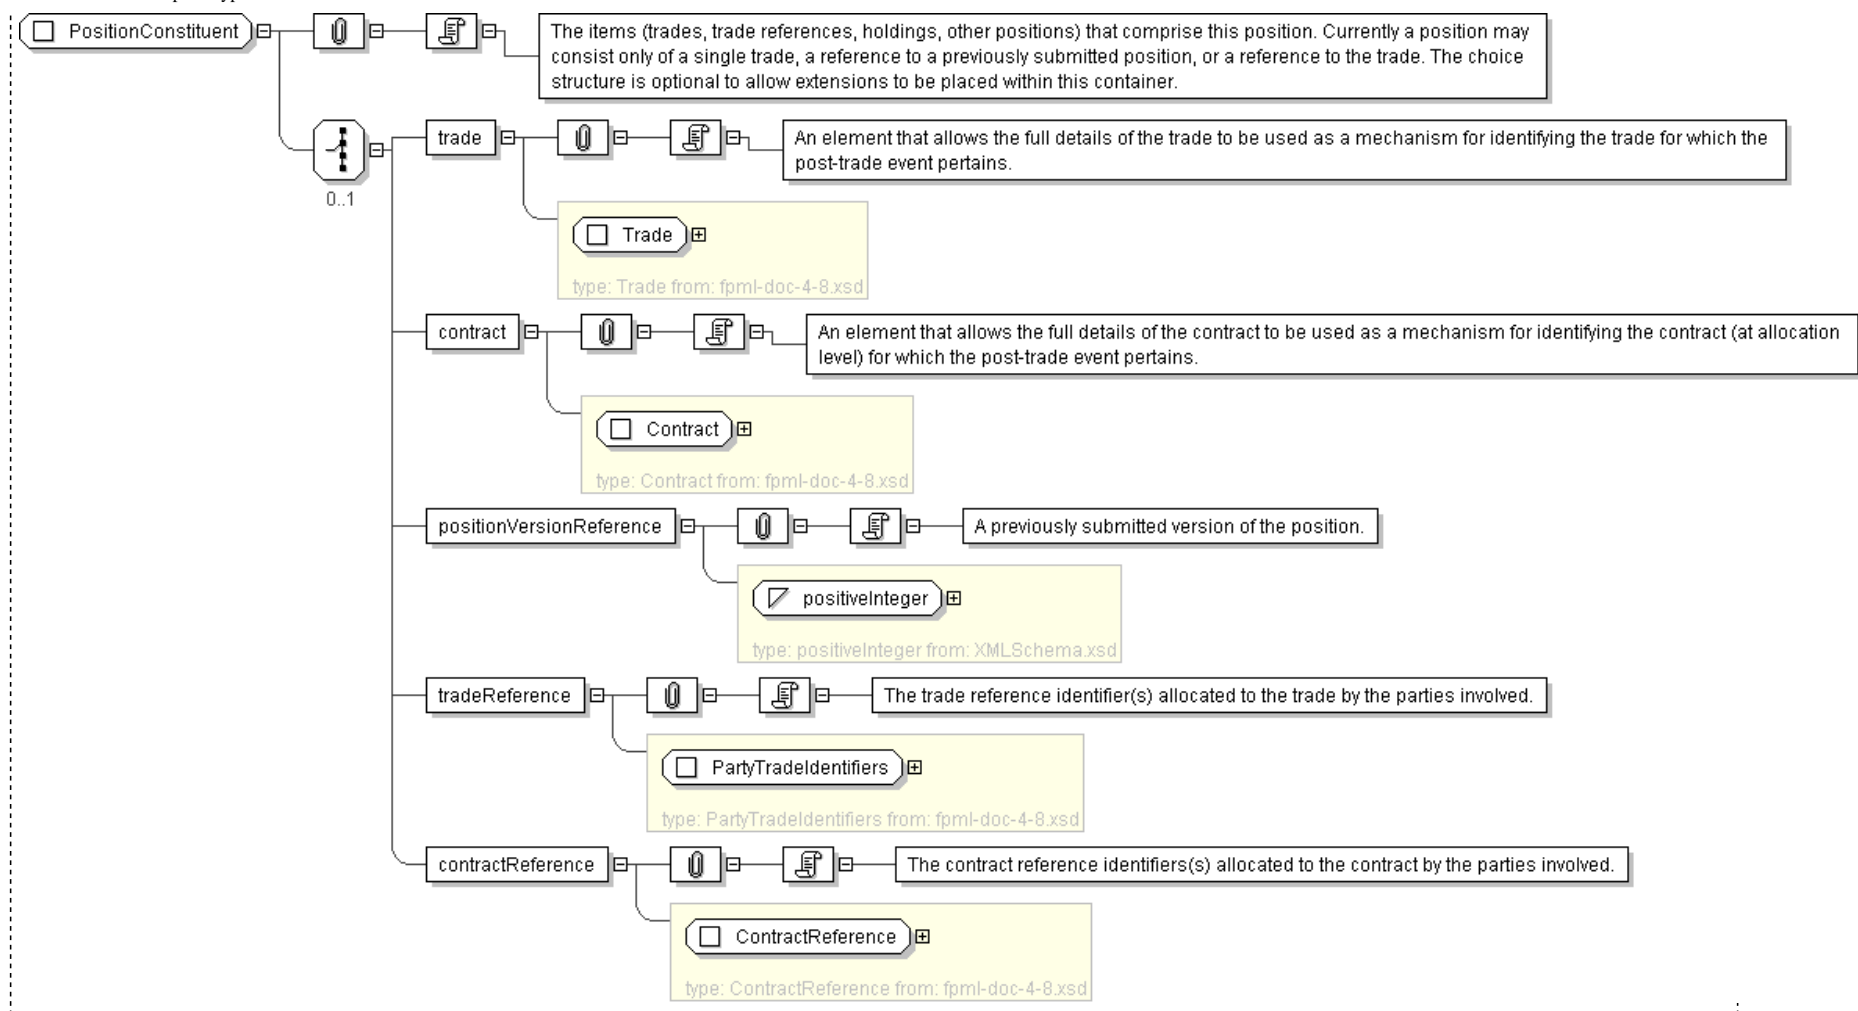 PositionConstituent
The items (trades, trade references, holdings, other positions) that comprise this position. Currently a position may
consist only of a single trade, a reference to a previously submitted position, or a reference to the trade. The choice
structure is optional to allow extensions to be placed within this container.
0..1
trade
An element that allows the full details of the trade to be used as a mechanism for identifying the trade for which the
post-trade event pertains.
Trade
type: Trade from: fpml-doc-4-8.xsd
contract
An element that allows the full details of the contract to be used as a mechanism for identifying the contract (at allocation
level) for which the post-trade event pertains.
Contract
type: Contract from: fpml-doc-4-8.xsd
positionVersionReference
A previously submitted version of the position.
positiveInteger
type: positiveInteger from: XMLSchema.xsd
tradeReference
The trade reference identifier(s) allocated to the trade by the parties involved.
PartyTradeIdentifiers
type: PartyTradeIdentifiers from: fpml-doc-4-8.xsd
contractReference
The contract reference identifiers(s) allocated to the contract by the parties involved.
ContractReference
type: ContractReference from: fpml-doc-4-8.xsd